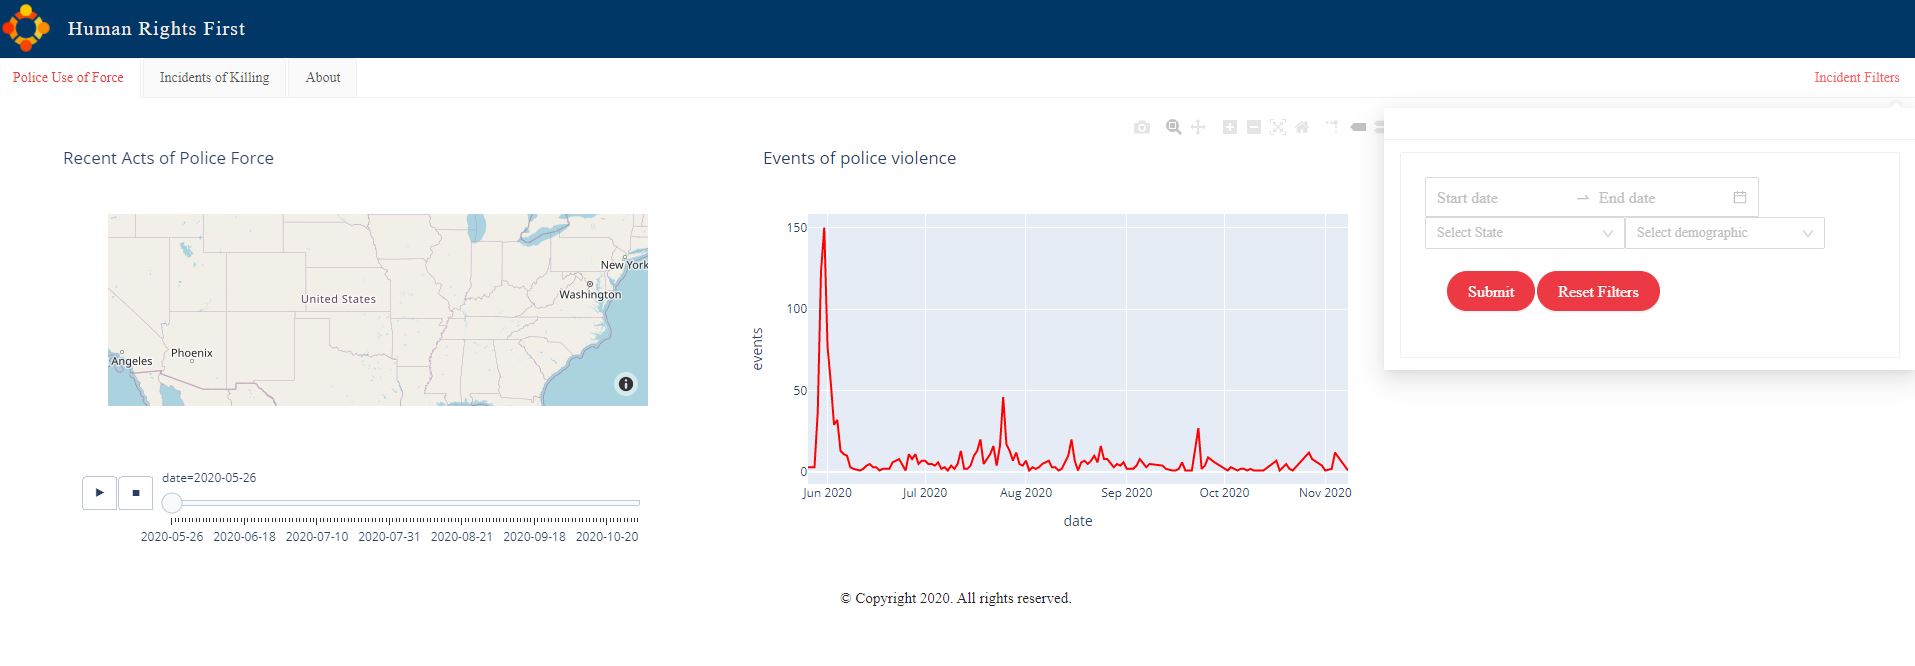 Human Rights First
Police Use of Force
Incidents of Killing
About
Incident Filters
Recent Acts of Police Force
New York
Washington
United States
Phoenix
Angeles
date=2020-05-26
2020-05-26 2020-06-18 2020-07-10 2020-07-31 2020-08-21 2020-09-18 2020-10-20
Events of police violence
150
100
50
0
events
Jun 2020 Jul 2020 Aug 2020 Sep 2020 Oct 2020 Nov 2020
date
Start date → End date
Select State Select demographic
Submit Reset Filters
© Copyright 2020. All rights reserved.